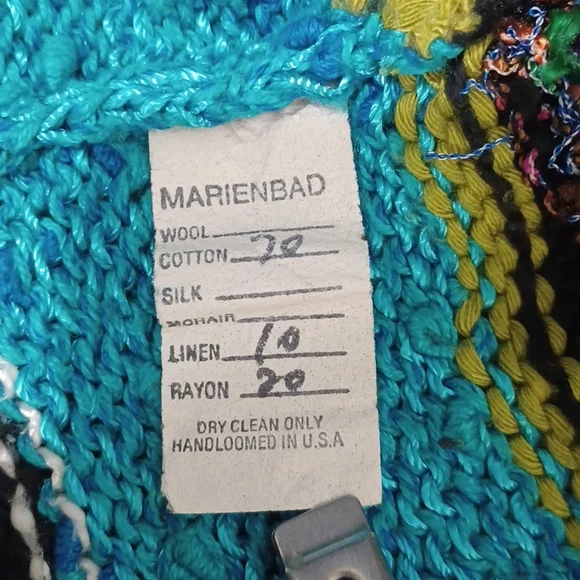 MARIENBAD
WOOL
COTTON 70
SILK
MOHAIR
LINEN 10
RAYON 20
DRY CLEAN ONLY
HANDLOOMED IN U.S.A